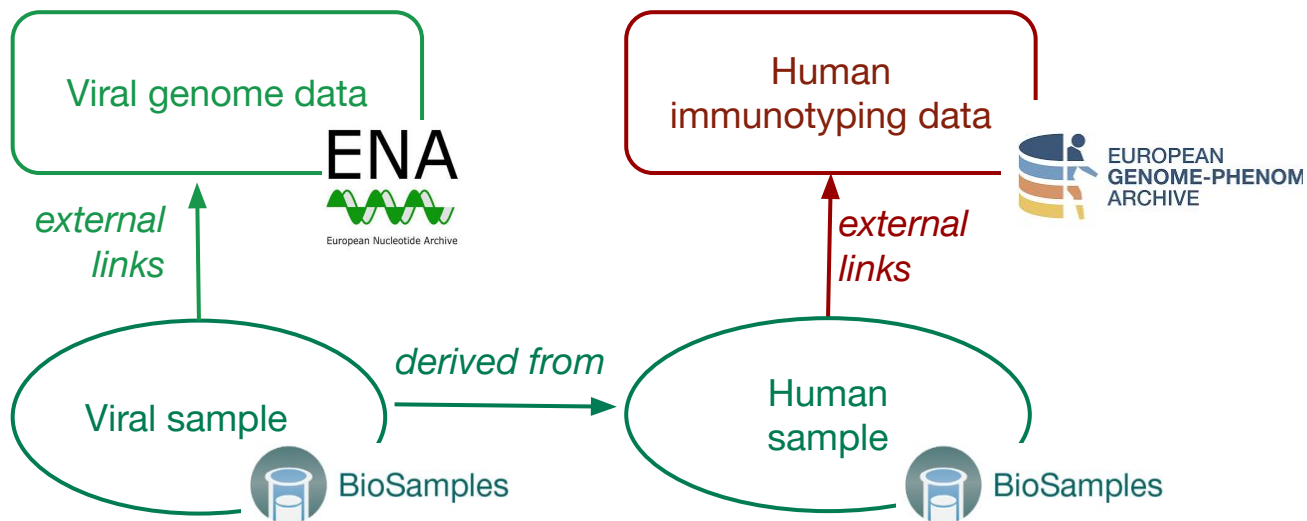 Viral genome data
ENA
European Nucleotide Archive
Human
immunotyping data
EUROPEAN
GENOME-PHENOM
ARCHIVE
external
links
external
links
derived from
Viral sample
BioSamples
Human
sample
BioSamples